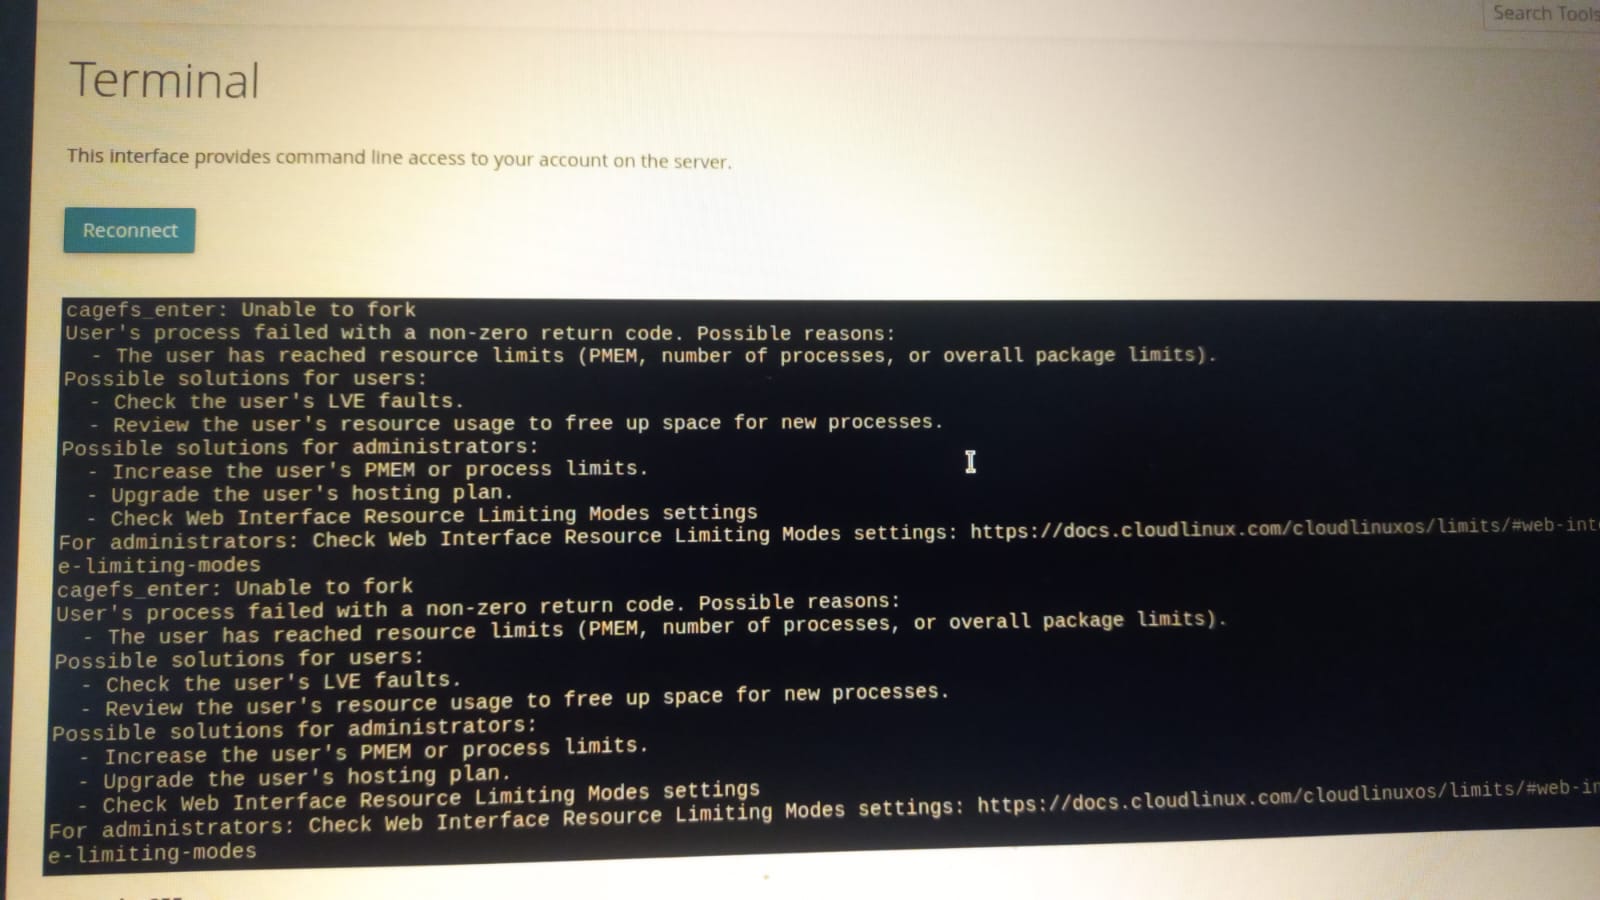 Search Tools
Terminal
This interface provides command line access to your account on the server.
Reconnect
cagefs_enter: Unable to fork
User's process failed with a non-zero return code. Possible reasons:
- The user has reached resource limits (PMEM, number of processes, or overall package limits).
Possible solutions for users:
- Check the user's LVE faults.
- Review the user's resource usage to free up space for new processes.
Possible solutions for administrators:
- Increase the user's PMEM or process limits.
- Upgrade the user's hosting plan.
- Check Web Interface Resource Limiting Modes settings
For administrators: Check Web Interface Resource Limiting Modes settings: https://docs.cloudlinux.com/cloudlinuxos/limits/#web-int
e-limiting-modes
cagefs_enter: Unable to fork
User's process failed with a non-zero return code. Possible reasons:
- The user has reached resource limits (PMEM, number of processes, or overall package limits).
Possible solutions for users:
- Check the user's LVE faults.
- Review the user's resource usage to free up space for new processes.
Possible solutions for administrators:
- Increase the user's PMEM or process limits.
- Upgrade the user's hosting plan.
- Check Web Interface Resource Limiting Modes settings
For administrators: Check Web Interface Resource Limiting Modes settings: https://docs.cloudlinux.com/cloudlinuxos/limits/#web-in
e-limiting-modes